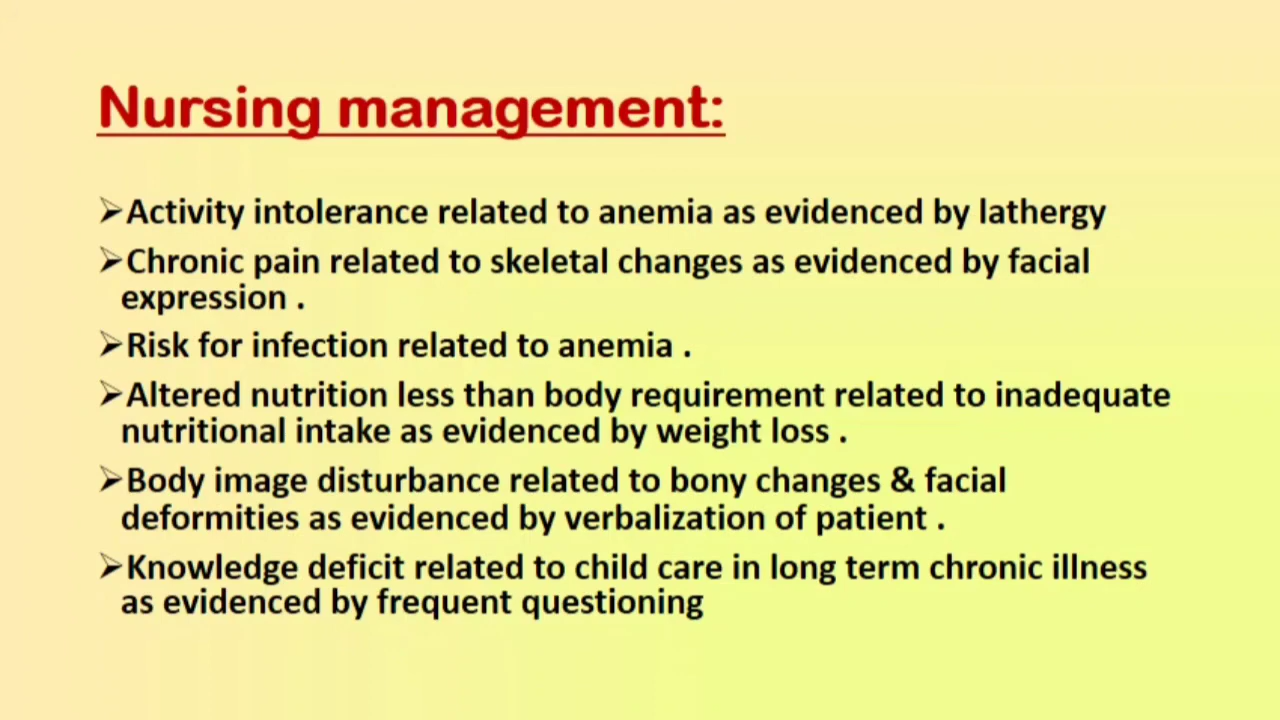 Nursing management:
➢Activity intolerance related to anemia as evidenced by lathergy
➢Chronic pain related to skeletal changes as evidenced by facial
expression .
➢Risk for infection related to anemia .
➢Altered nutrition less than body requirement related to inadequate
nutritional intake as evidenced by weight loss .
➢Body image disturbance related to bony changes & facial
deformities as evidenced by verbalization of patient .
➢Knowledge deficit related to child care in long term chronic illness
as evidenced by frequent questioning